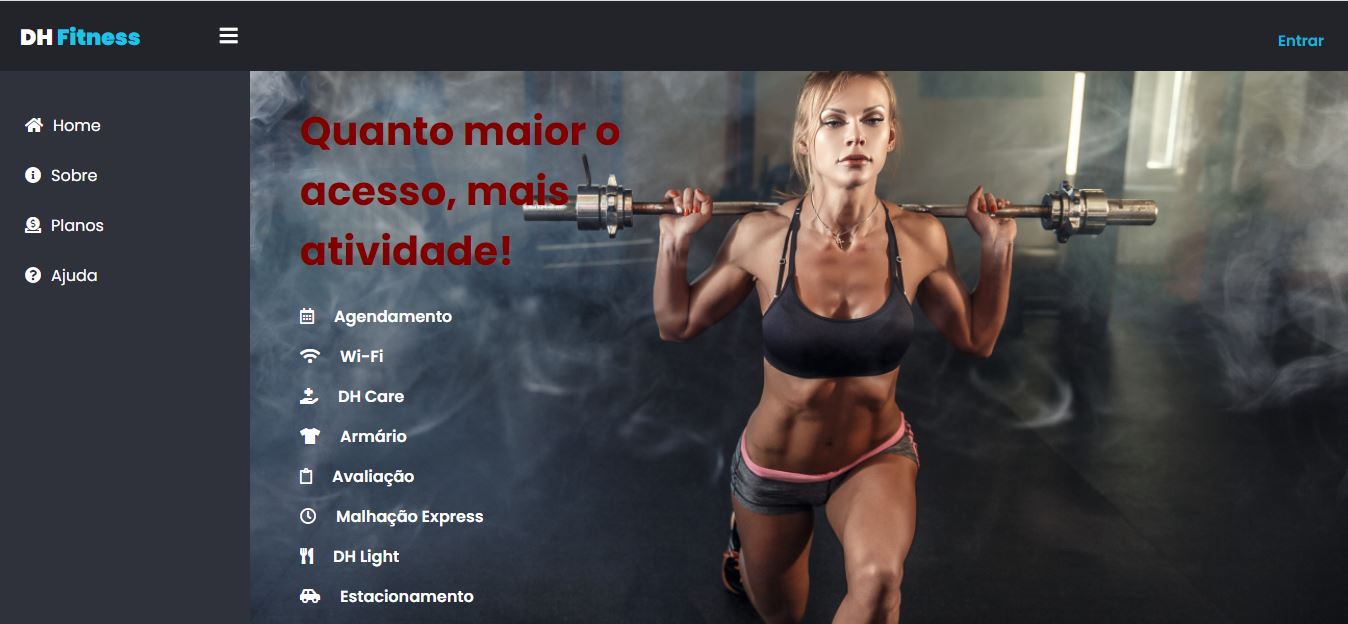 DH Fitness
Entrar
Home
Sobre
Planos
Ajuda
Quanto maior o
acesso, mais
atividade!
Agendamento
Wi-Fi
DH Care
Armário
Avaliação
Malhação Express
DH Light
Estacionamento